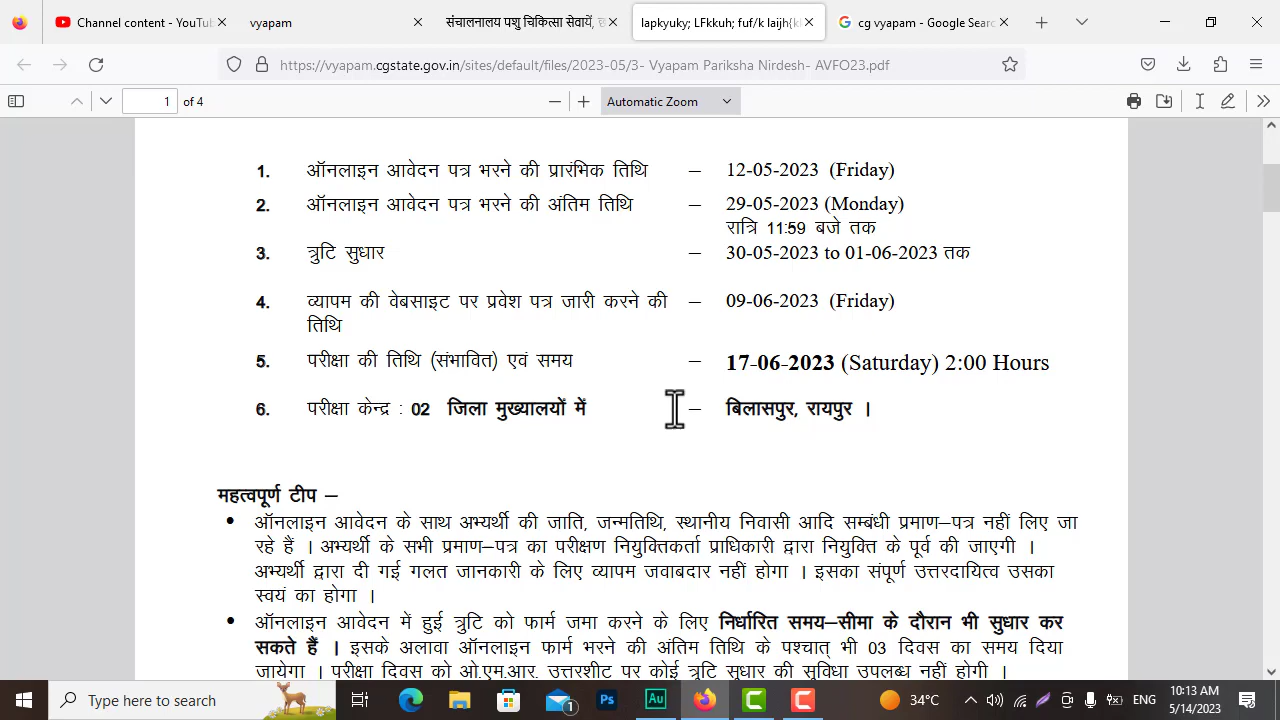 Channel content - YouTu
vyapam
संचालनालय पशु चिकित्सा सेवायें,
lapkyuky; LFkkuh; fuf/k laijh{k
cg vyapam - Google Searc
https://vyapam.cgstate.gov.in/sites/default/files/2023-05/3- Vyapam Pariksha Nirdesh- AVFO23.pdf
1 of 4
Automatic Zoom
1. ऑनलाइन आवेदन पत्र भरने की प्रारंभिक तिथि – 12-05-2023 (Friday)
2. ऑनलाइन आवेदन पत्र भरने की अंतिम तिथि – 29-05-2023 (Monday)
रात्रि 11:59 बजे तक
3. त्रुटि सुधार – 30-05-2023 to 01-06-2023 तक
4. व्यापम की वेबसाइट पर प्रवेश पत्र जारी करने की – 09-06-2023 (Friday)
तिथि
5. परीक्षा की तिथि (संभावित) एवं समय – 17-06-2023 (Saturday) 2:00 Hours
6. परीक्षा केन्द्र : 02 जिला मुख्यालयों में – बिलासपुर, रायपुर ।
महत्वपूर्ण टीप –
• ऑनलाइन आवेदन के साथ अभ्यर्थी की जाति, जन्मतिथि, स्थानीय निवासी आदि सम्बंधी प्रमाण–पत्र नहीं लिए जा
रहे हैं । अभ्यर्थी के सभी प्रमाण–पत्र का परीक्षण नियुक्तिकर्ता प्राधिकारी द्वारा नियुक्ति के पूर्व की जाएगी ।
अभ्यर्थी द्वारा दी गई गलत जानकारी के लिए व्यापम जवाबदार नहीं होगा । इसका संपूर्ण उत्तरदायित्व उसका
स्वयं का होगा ।
• ऑनलाइन आवेदन में हुई त्रुटि को फार्म जमा करने के लिए निर्धारित समय–सीमा के दौरान भी सुधार कर
सकते हैं । इसके अलावा ऑनलाइन फार्म भरने की अंतिम तिथि के पश्चात् भी 03 दिवस का समय दिया
जायेगा । परीक्षा दिवस को ओ.एम.आर. उत्तरशीट पर कोई त्रुटि सुधार की सुविधा उपलब्ध नहीं होगी ।
Type here to search
1
Ps
Au
34°C
ENG
10:13 AM
5/14/2023